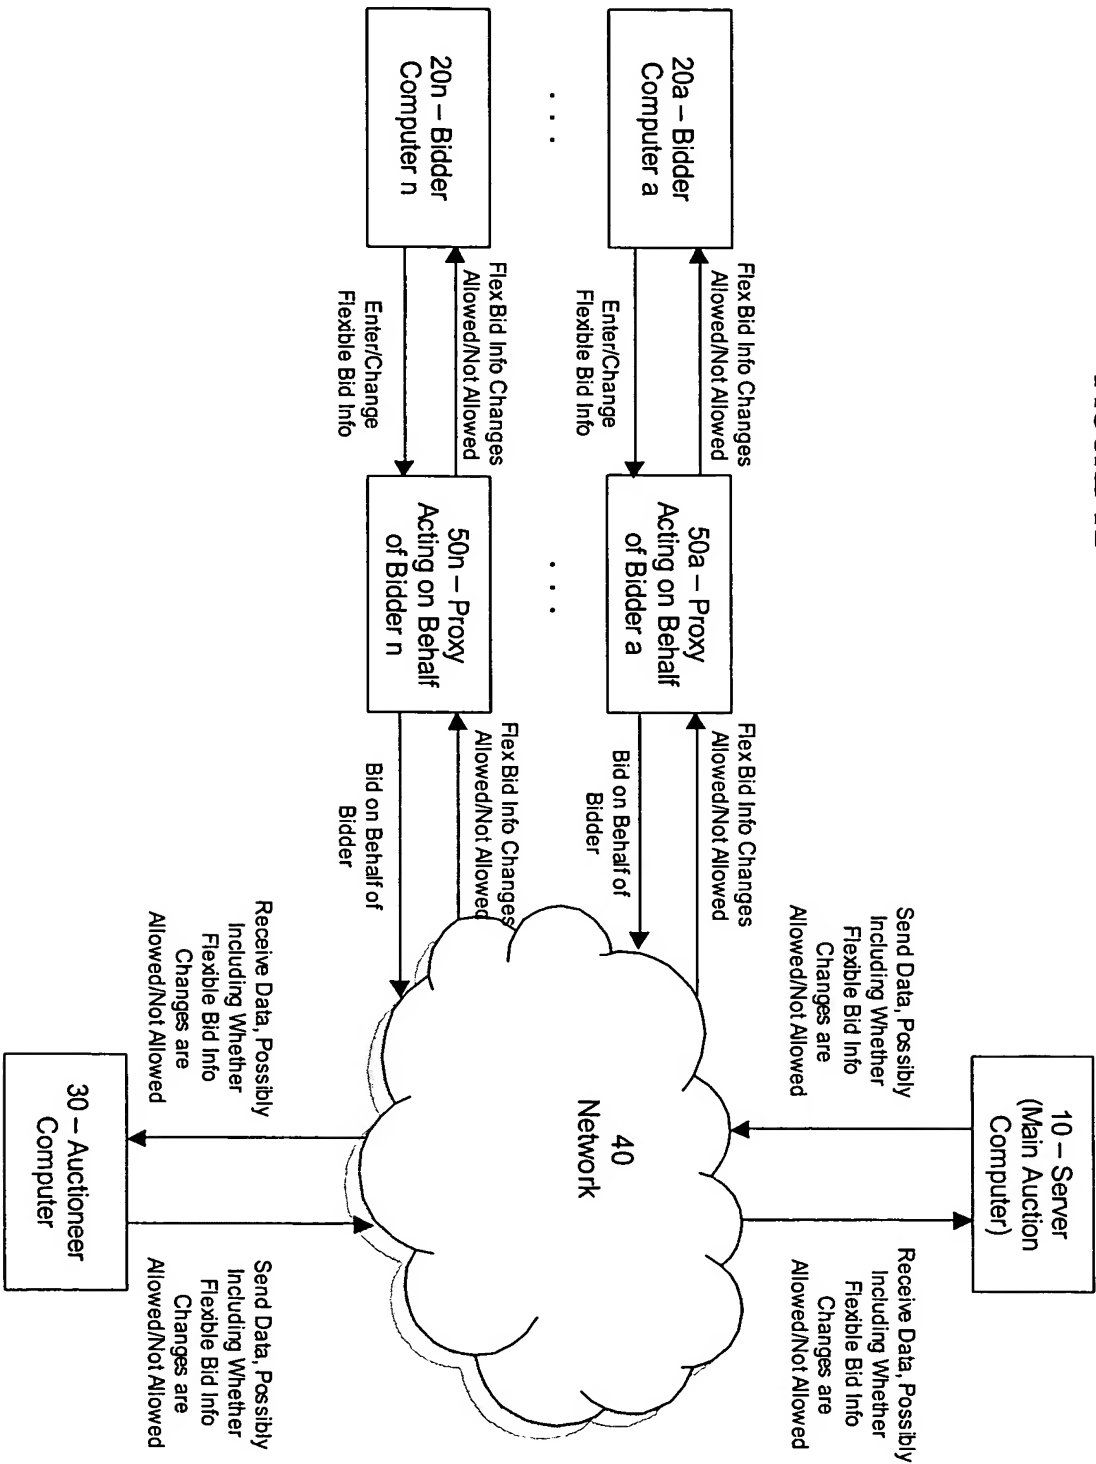 10 – Server
(Main Auction
Computer)
Send Data, Possibly
Including Whether
Flexible Bid Info
Changes are
Allowed/Not Allowed
Receive Data, Possibly
Including Whether
Flexible Bid Info
Changes are
Allowed/Not Allowed
20a – Bidder
Computer a
Flex Bid Info Changes
Allowed/Not Allowed
Enter/Change
Flexible Bid Info
50a – Proxy
Acting on Behalf
of Bidder a
Flex Bid Info Changes
Allowed/Not Allowed
Bid on Behalf of
Bidder
. . .
. . .
40
Network
20n – Bidder
Computer n
Flex Bid Info Changes
Allowed/Not Allowed
Enter/Change
Flexible Bid Info
50n – Proxy
Acting on Behalf
of Bidder n
Flex Bid Info Changes
Allowed/Not Allowed
Bid on Behalf of
Bidder
Receive Data, Possibly
Including Whether
Flexible Bid Info
Changes are
Allowed/Not Allowed
Send Data, Possibly
Including Whether
Flexible Bid Info
Changes are
Allowed/Not Allowed
30 – Auctioneer
Computer